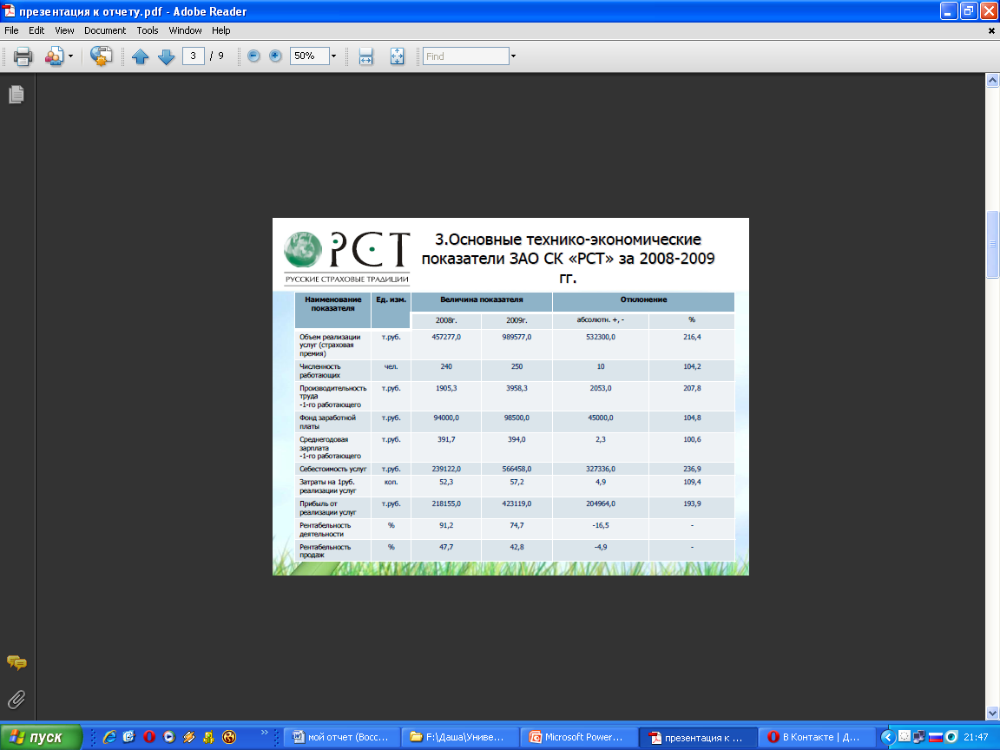 презентация к отчету.pdf - Adobe Reader
File Edit View Document Tools Window Help
3 / 9 50% Find
РСТ
РУССКИЕ СТРАХОВЫЕ ТРАДИЦИИ
3.Основные технико-экономические
показатели ЗАО СК «РСТ» за 2008-2009
гг.
Наименование показателя Ед. изм. Величина показателя Отклонение
2008г. 2009г. абсолютн. +, - %
Объем реализации
услуг (страховая
премия)
т.руб. 457277,0 989577,0 532300,0 216,4
Численность
работающих
чел. 240 250 10 104,2
Производительность
труда
-1-го работающего
т.руб. 1905,3 3958,3 2053,0 207,8
Фонд заработной
платы
т.руб. 94000,0 98500,0 45000,0 104,8
Среднегодовая
зарплата
-1-го работающего
т.руб. 391,7 394,0 2,3 100,6
Себестоимость услуг т.руб. 239122,0 566458,0 327336,0 236,9
Затраты на 1руб.
реализации услуг
коп. 52,3 57,2 4,9 109,4
Прибыль от
реализации услуг
т.руб. 218155,0 423119,0 204964,0 193,9
Рентабельность
деятельности
% 91,2 74,7 -16,5 -
Рентабельность
продаж
% 47,7 42,8 -4,9 -
пуск мой отчет (Восс... F:\Даша\Униве... Microsoft Power... презентация к ... В Контакте | Д... 21:47